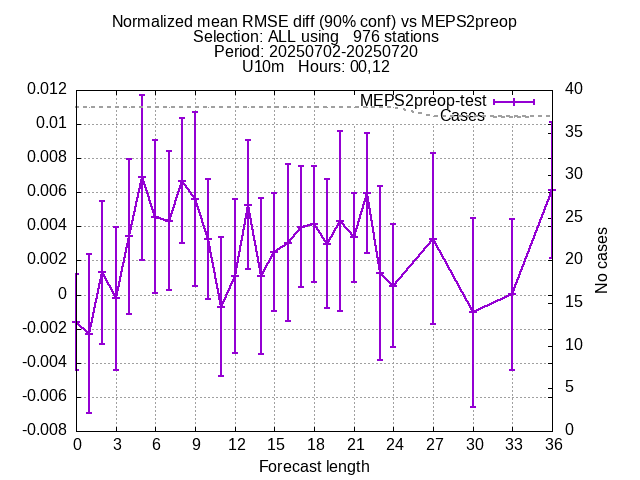 Normalized mean RMSE diff (90% conf) vs MEPS2preop
Selection: ALL using   976 stations
Period: 20250702-20250720
U10m   Hours: 00,12
MEPS2preop-test
Cases
0.012
0.01
0.008
0.006
0.004
0.002
0
-0.002
-0.004
-0.006
-0.008
40
35
30
25
20
15
10
5
0
No cases
0 3 6 9 12 15 18 21 24 27 30 33 36
Forecast length